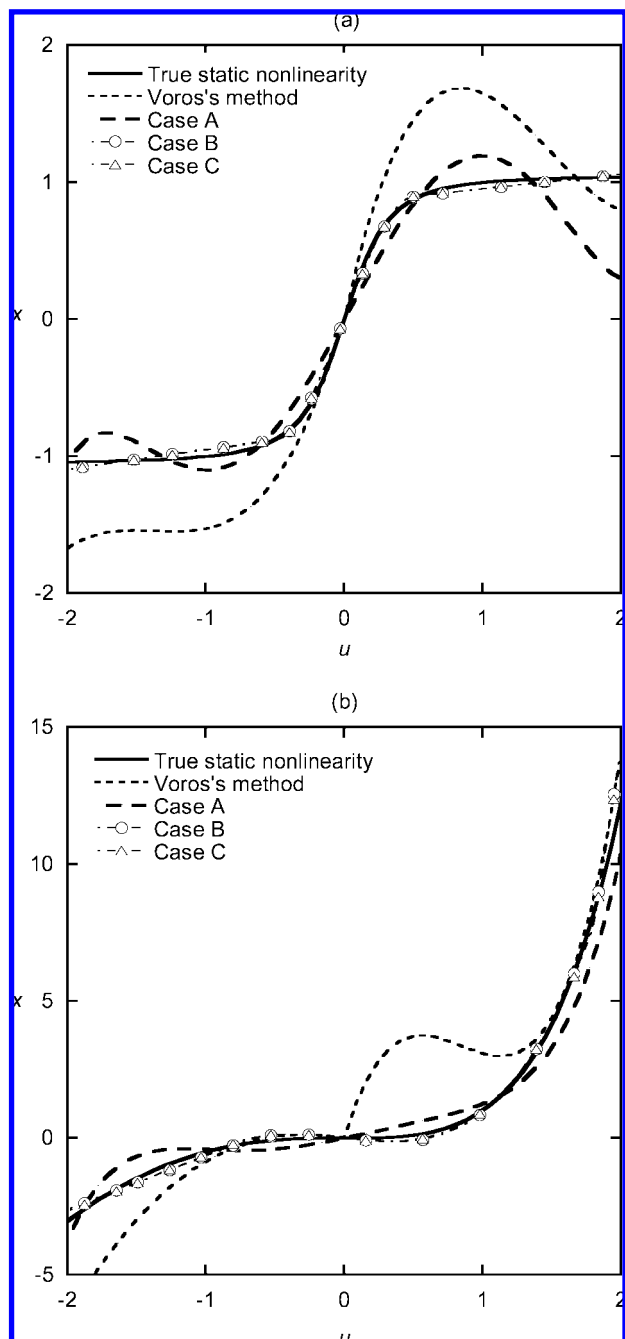 (a)
2
True static nonlinearity
Voros's method
Case A
Case B
Case C
1
x
0
-1
-2
-2 -1 0 1 2
u
(b)
15
True static nonlinearity
Voros's method
Case A
Case B
Case C
10
5
x
0
-5
-2 -1 0 1 2
u